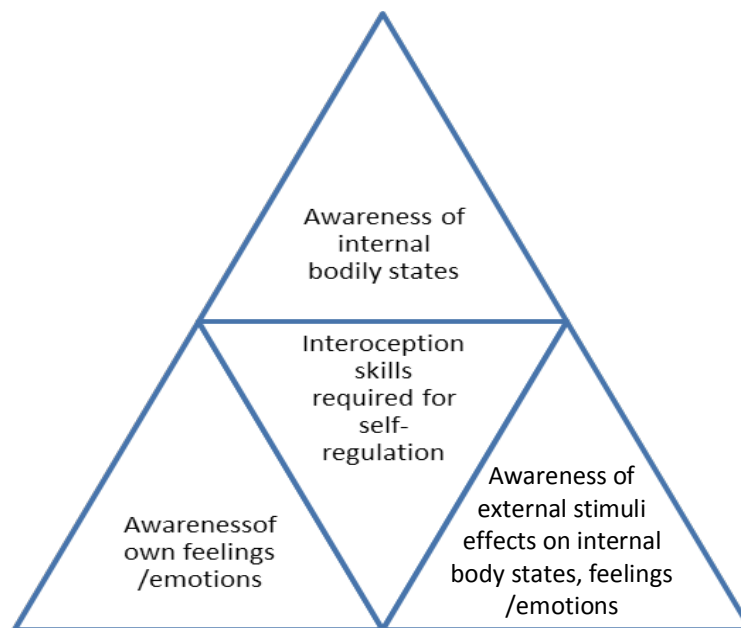 Awareness of
internal
bodily states
Interoception
skills
required for
self-
regulation
Awarenessof
own feelings
/emotions
Awareness of
external stimuli
effects on internal
body states, feelings
/emotions